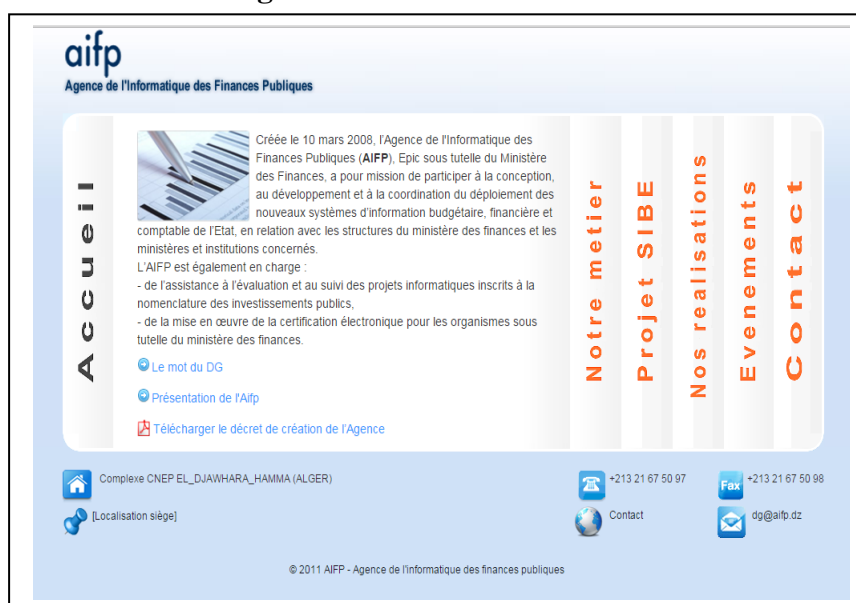 aifp
Agence de l'Informatique des Finances Publiques
Accueil
Créée le 10 mars 2008, l'Agence de l'Informatique des
Finances Publiques (AIFP), Epic sous tutelle du Ministère
des Finances, a pour mission de participer à la conception,
au développement et à la coordination du déploiement des
nouveaux systèmes d'information budgétaire, financière et
comptable de l'Etat, en relation avec les structures du ministère des finances et les
ministères et institutions concernés.
L'AIFP est également en charge :
- de l'assistance à l'évaluation et au suivi des projets informatiques inscrits à la
nomenclature des investissements publics,
- de la mise en œuvre de la certification électronique pour les organismes sous
tutelle du ministère des finances.
Le mot du DG
Présentation de l'Aifp
Télécharger le décret de création de l'Agence
Notre metier
Projet SIBE
Nos realisations
Evenements
Contact
Complexe CNEP EL_DJAWHARA_HAMMA (ALGER)
+213 21 67 50 97
Fax
+213 21 67 50 98
[Localisation siège]
Contact
dg@aifp.dz
© 2011 AIFP - Agence de l'informatique des finances publiques